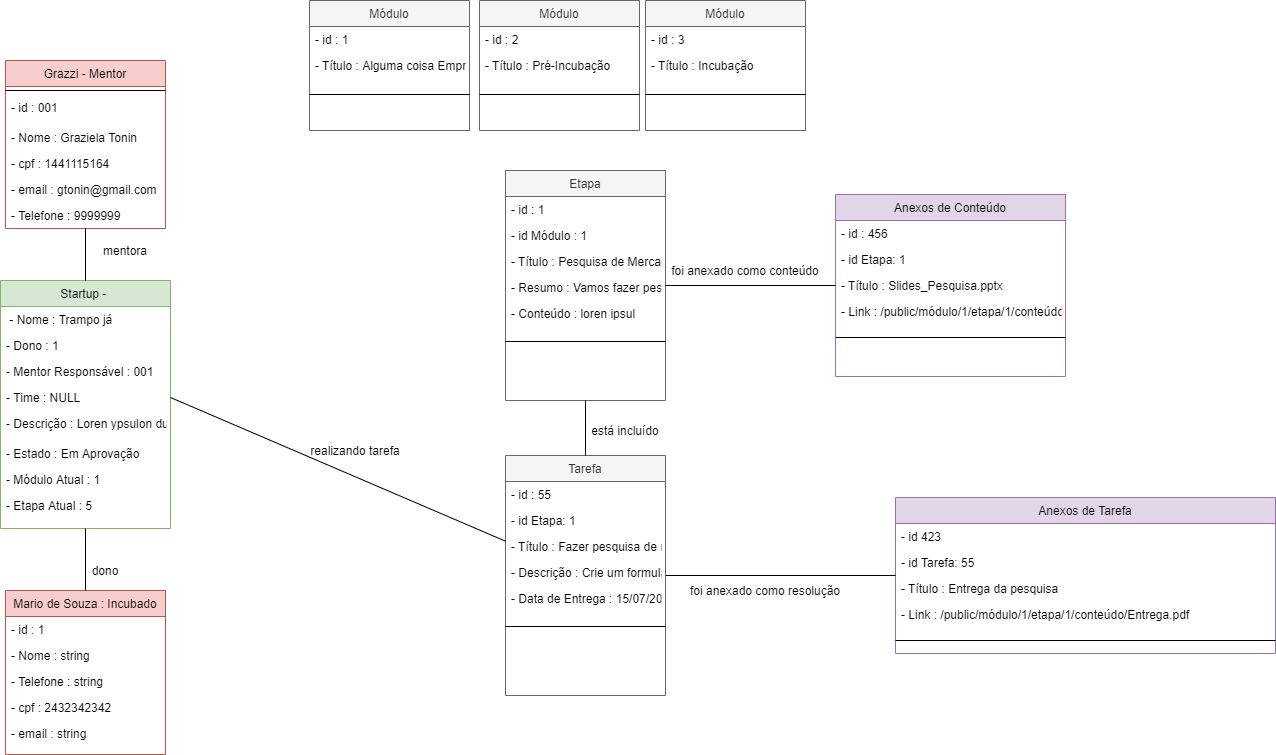 Módulo
- id : 1
- Título : Alguma coisa Empr
Módulo
- id : 2
- Título : Pré-Incubação
Módulo
- id : 3
- Título : Incubação
Grazzi - Mentor
- id : 001
- Nome : Graziela Tonin
- cpf : 1441115164
- email : gtonin@gmail.com
- Telefone : 9999999
mentora
Startup -
- Nome : Trampo já
- Dono : 1
- Mentor Responsável : 001
- Time : NULL
- Descrição : Loren ypsulon du
- Estado : Em Aprovação
- Módulo Atual : 1
- Etapa Atual : 5
dono
Mario de Souza : Incubado
- id : 1
- Nome : string
- Telefone : string
- cpf : 2432342342
- email : string
realizando tarefa
Etapa
- id : 1
- id Módulo : 1
- Título : Pesquisa de Merca
- Resumo : Vamos fazer pes
- Conteúdo : loren ipsul
foi anexado como conteúdo
Anexos de Conteúdo
- id : 456
- id Etapa: 1
- Título : Slides_Pesquisa.pptx
- Link : /public/módulo/1/etapa/1/conteúdo
está incluído
Tarefa
- id : 55
- id Etapa: 1
- Título : Fazer pesquisa de
- Descrição : Crie um formul
- Data de Entrega : 15/07/20
foi anexado como resolução
Anexos de Tarefa
- id 423
- id Tarefa: 55
- Título : Entrega da pesquisa
- Link : /public/módulo/1/etapa/1/conteúdo/Entrega.pdf